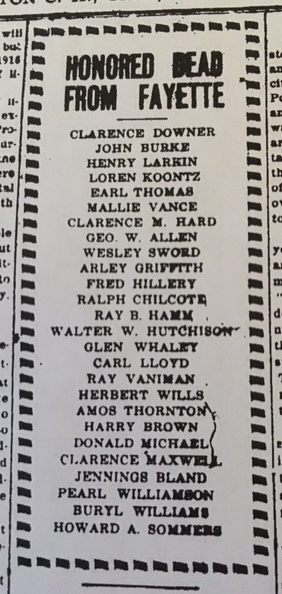 HONORED DEAD
FROM FAYETTE
CLARENCE DOWNER
JOHN BURKE
HENRY LARKIN
LOREN KOONTZ
EARL THOMAS
MALLIE VANCE
CLARENCE M. HARD
GEO. W. ALLEN
WESLEY SWORD
ARLEY GRIFFITH
FRED HILLERY
RALPH CHILCOTE
RAY B. HAMM
WALTER W. HUTCHISON
GLEN WHALEY
CARL LLOYD
RAY VANIMAN
HERBERT WILLS
AMOS THORNTON
HARRY BROWN
DONALD MICHAEL
CLARENCE MAXWELL
JENNINGS BLAND
PEARL WILLIAMSON
BURYL WILLIAMS
HOWARD A. SOMMERS